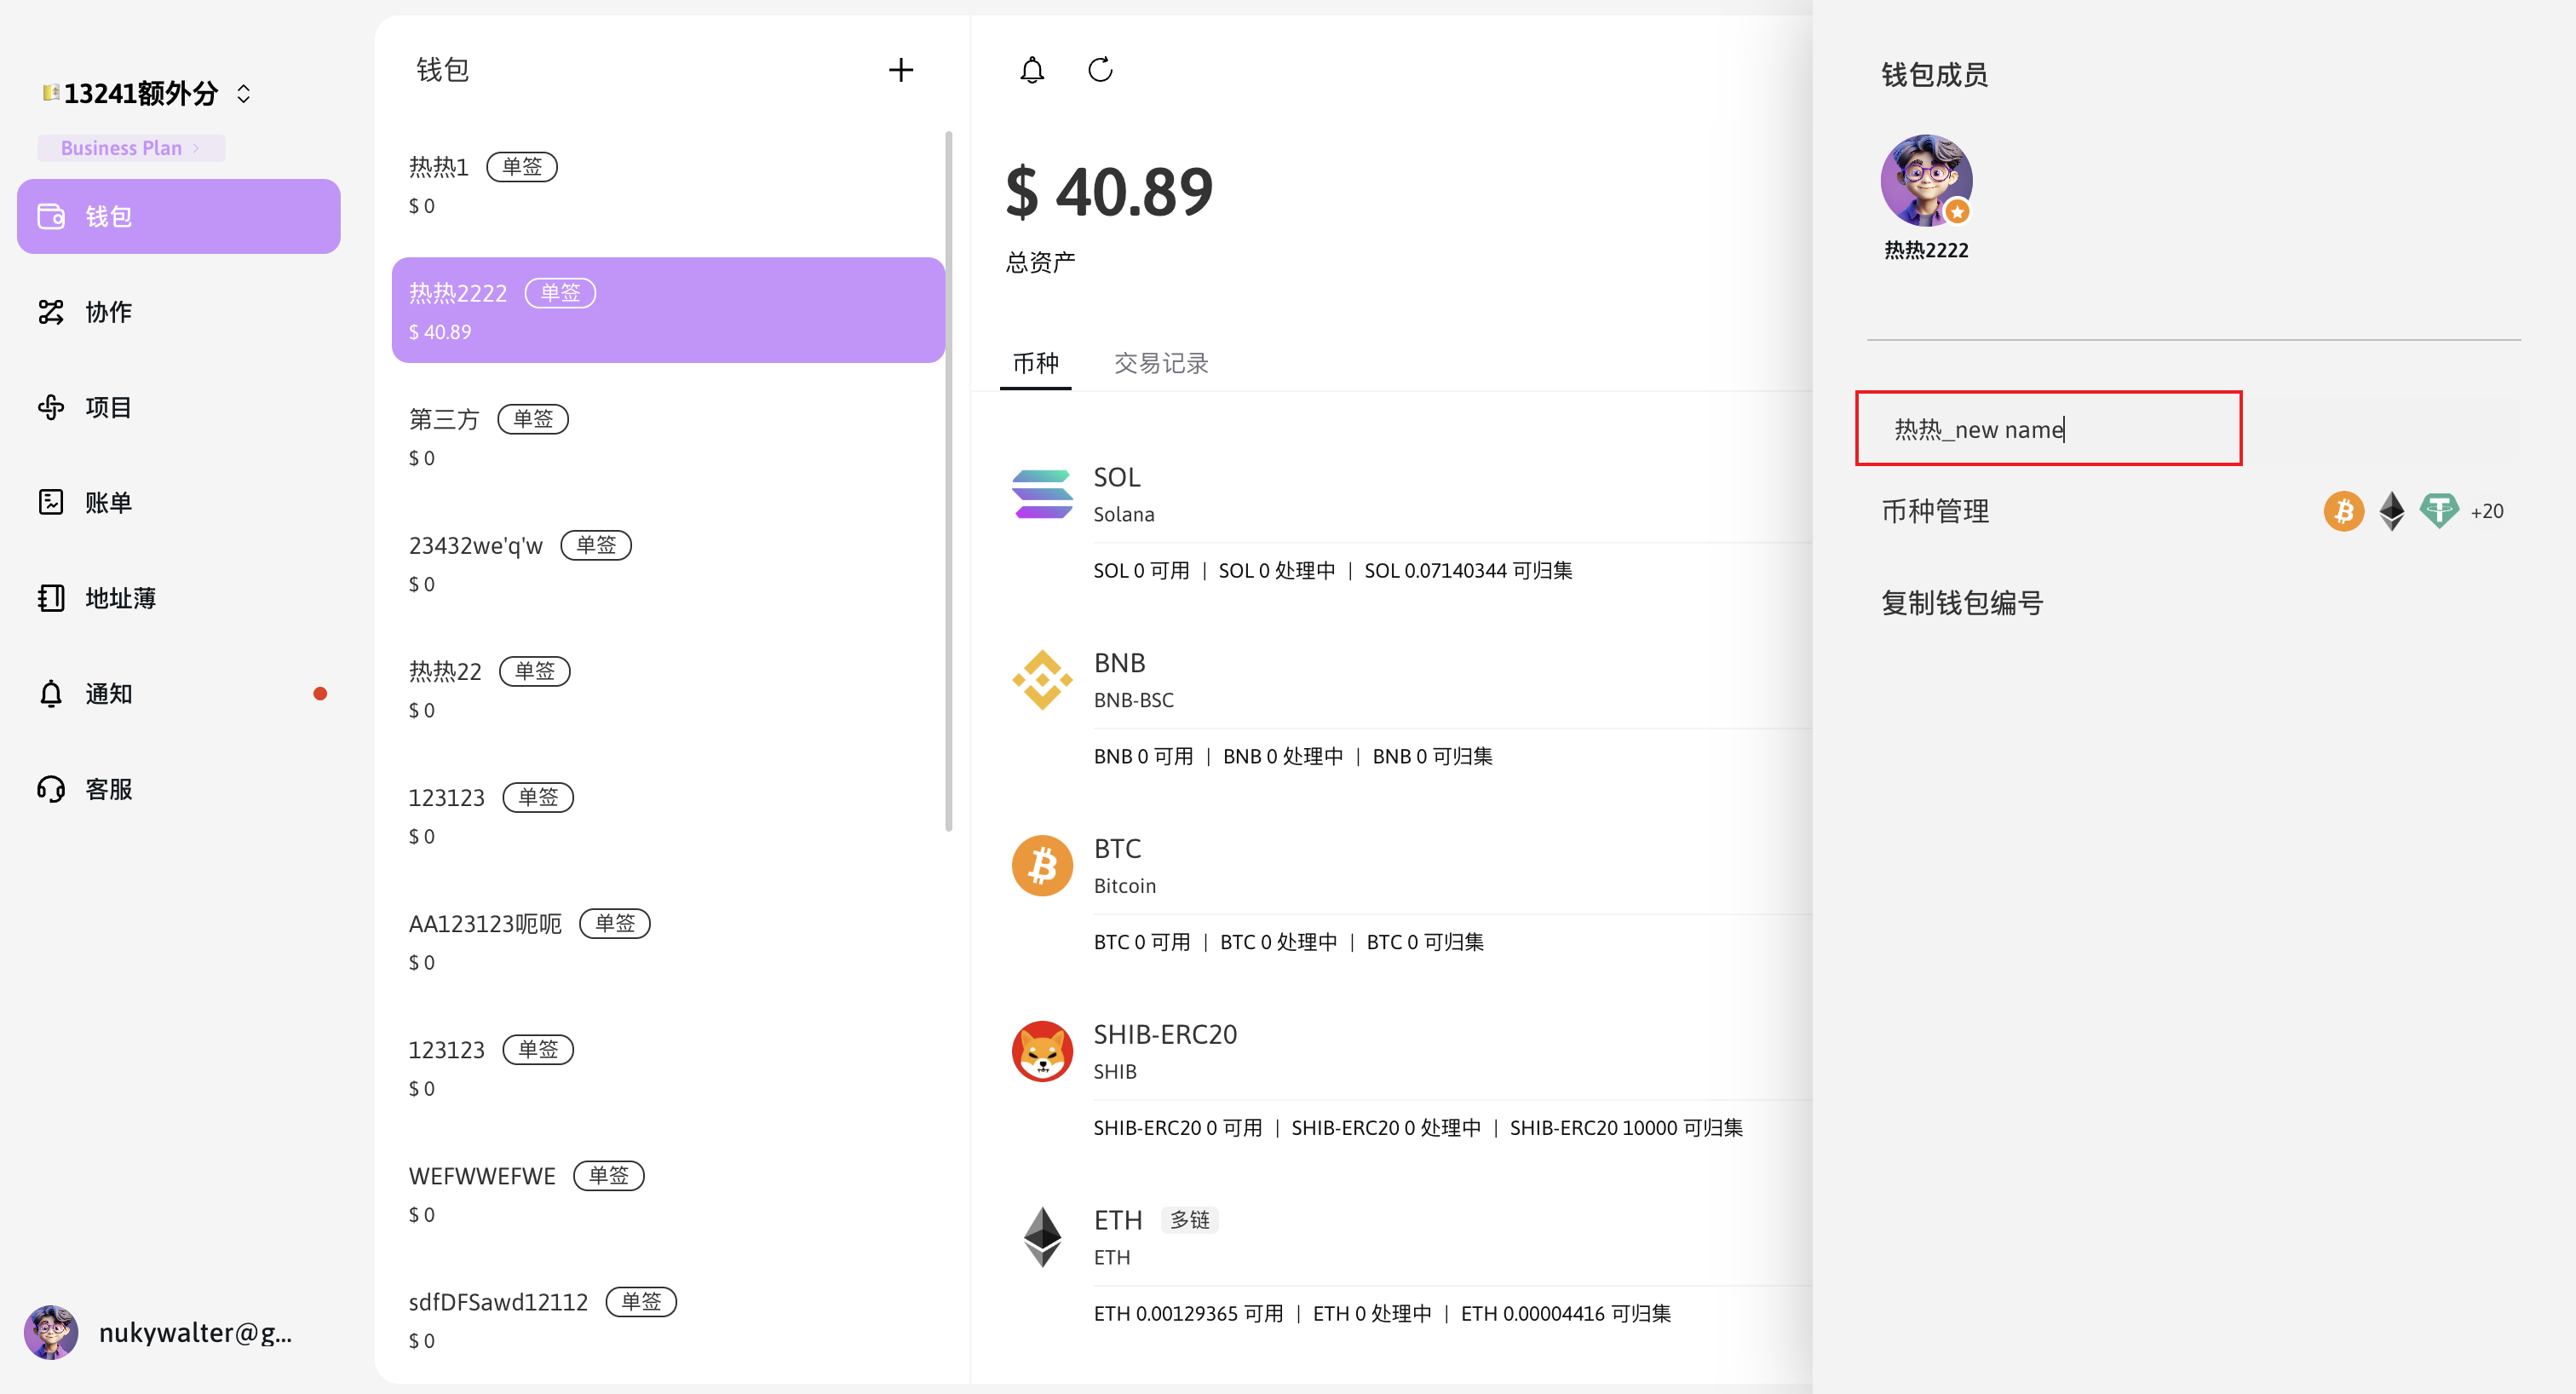 13241额外分
Business Plan
钱包
协作
项目
账单
地址薄
通知
客服
nukywalter@g...
钱包
热热1 单签
$ 0
热热2222 单签
$ 40.89
第三方 单签
$ 0
23432we'q'w 单签
$ 0
热热22 单签
$ 0
123123 单签
$ 0
AA123123呃呃 单签
$ 0
123123 单签
$ 0
WEFWWEFWE 单签
$ 0
sdfDFSawd12112 单签
$ 0
$ 40.89
总资产
币种 交易记录
SOL
Solana
SOL 0 可用 | SOL 0 处理中 | SOL 0.07140344 可归集
BNB
BNB-BSC
BNB 0 可用 | BNB 0 处理中 | BNB 0 可归集
BTC
Bitcoin
BTC 0 可用 | BTC 0 处理中 | BTC 0 可归集
SHIB-ERC20
SHIB
SHIB-ERC20 0 可用 | SHIB-ERC20 0 处理中 | SHIB-ERC20 10000 可归集
ETH 多链
ETH
ETH 0.00129365 可用 | ETH 0 处理中 | ETH 0.00004416 可归集
钱包成员
热热2222
热热_new name
币种管理 +20
复制钱包编号